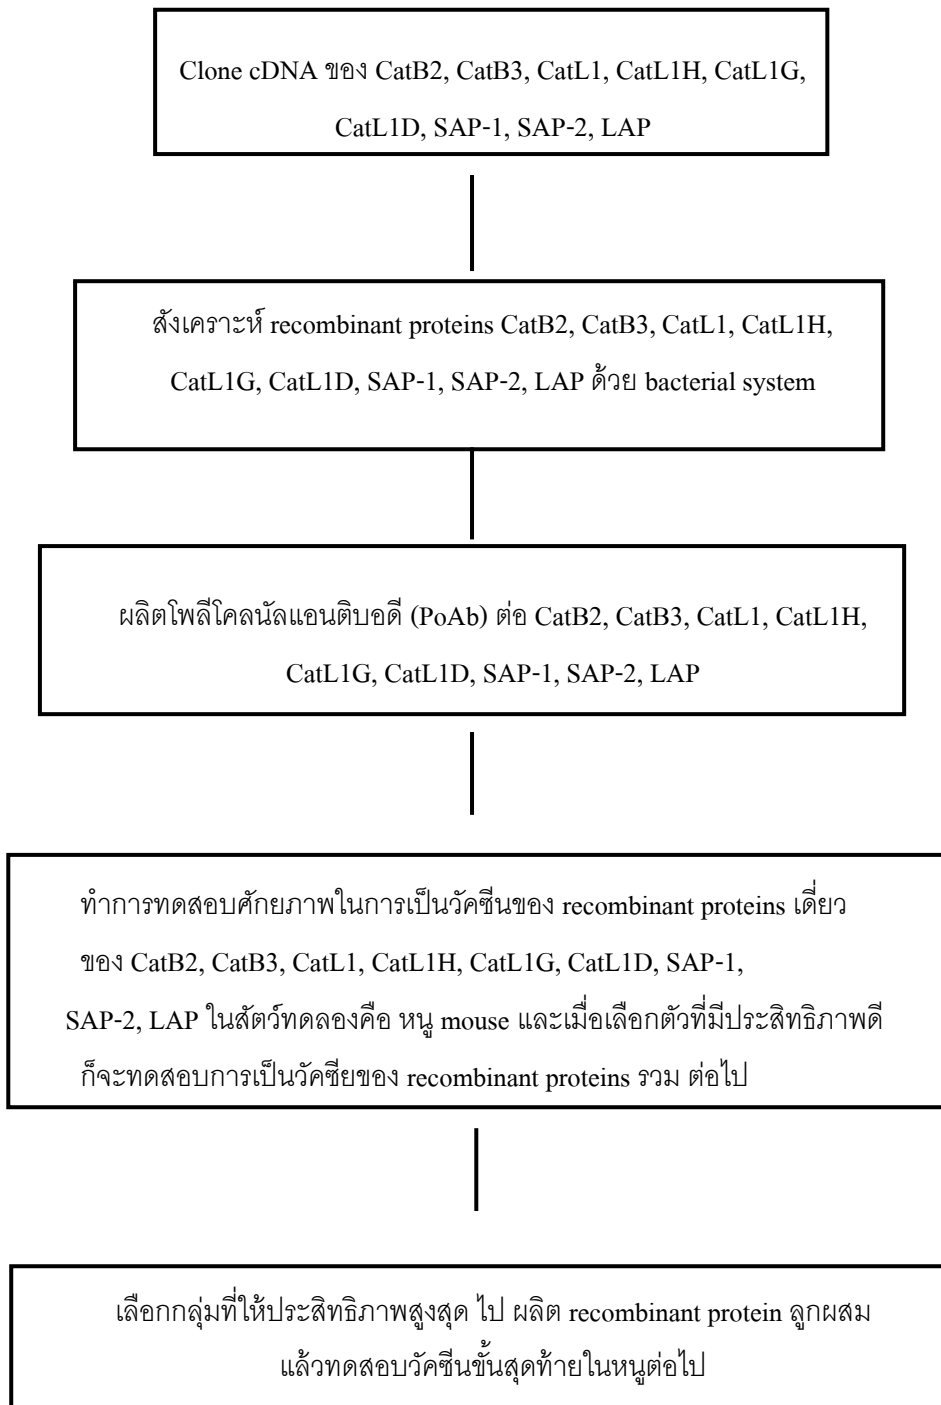 Clone cDNA ของ CatB2, CatB3, CatL1, CatL1H, CatL1G,
CatL1D, SAP-1, SAP-2, LAP
สังเคราะห์ recombinant proteins CatB2, CatB3, CatL1, CatL1H,
CatL1G, CatL1D, SAP-1, SAP-2, LAP ด้วย bacterial system
ผลิตโพลีโคลนัลแอนติบอดี (PoAb) ต่อ CatB2, CatB3, CatL1, CatL1H,
CatL1G, CatL1D, SAP-1, SAP-2, LAP
ทำการทดสอบศักยภาพในการเป็นวัคซีนของ recombinant proteins เดี่ยว
ของ CatB2, CatB3, CatL1, CatL1H, CatL1G, CatL1D, SAP-1,
SAP-2, LAP ในสัตว์ทดลองคือ หนู mouse และเมื่อเลือกตัวที่มีประสิทธิภาพดี
ก็จะทดสอบการเป็นวัคซียของ recombinant proteins รวม ต่อไป
เลือกกลุ่มที่ให้ประสิทธิภาพสูงสุด ไป ผลิต recombinant protein ลูกผสม
แล้วทดสอบวัคซีนขั้นสุดท้ายในหนูต่อไป